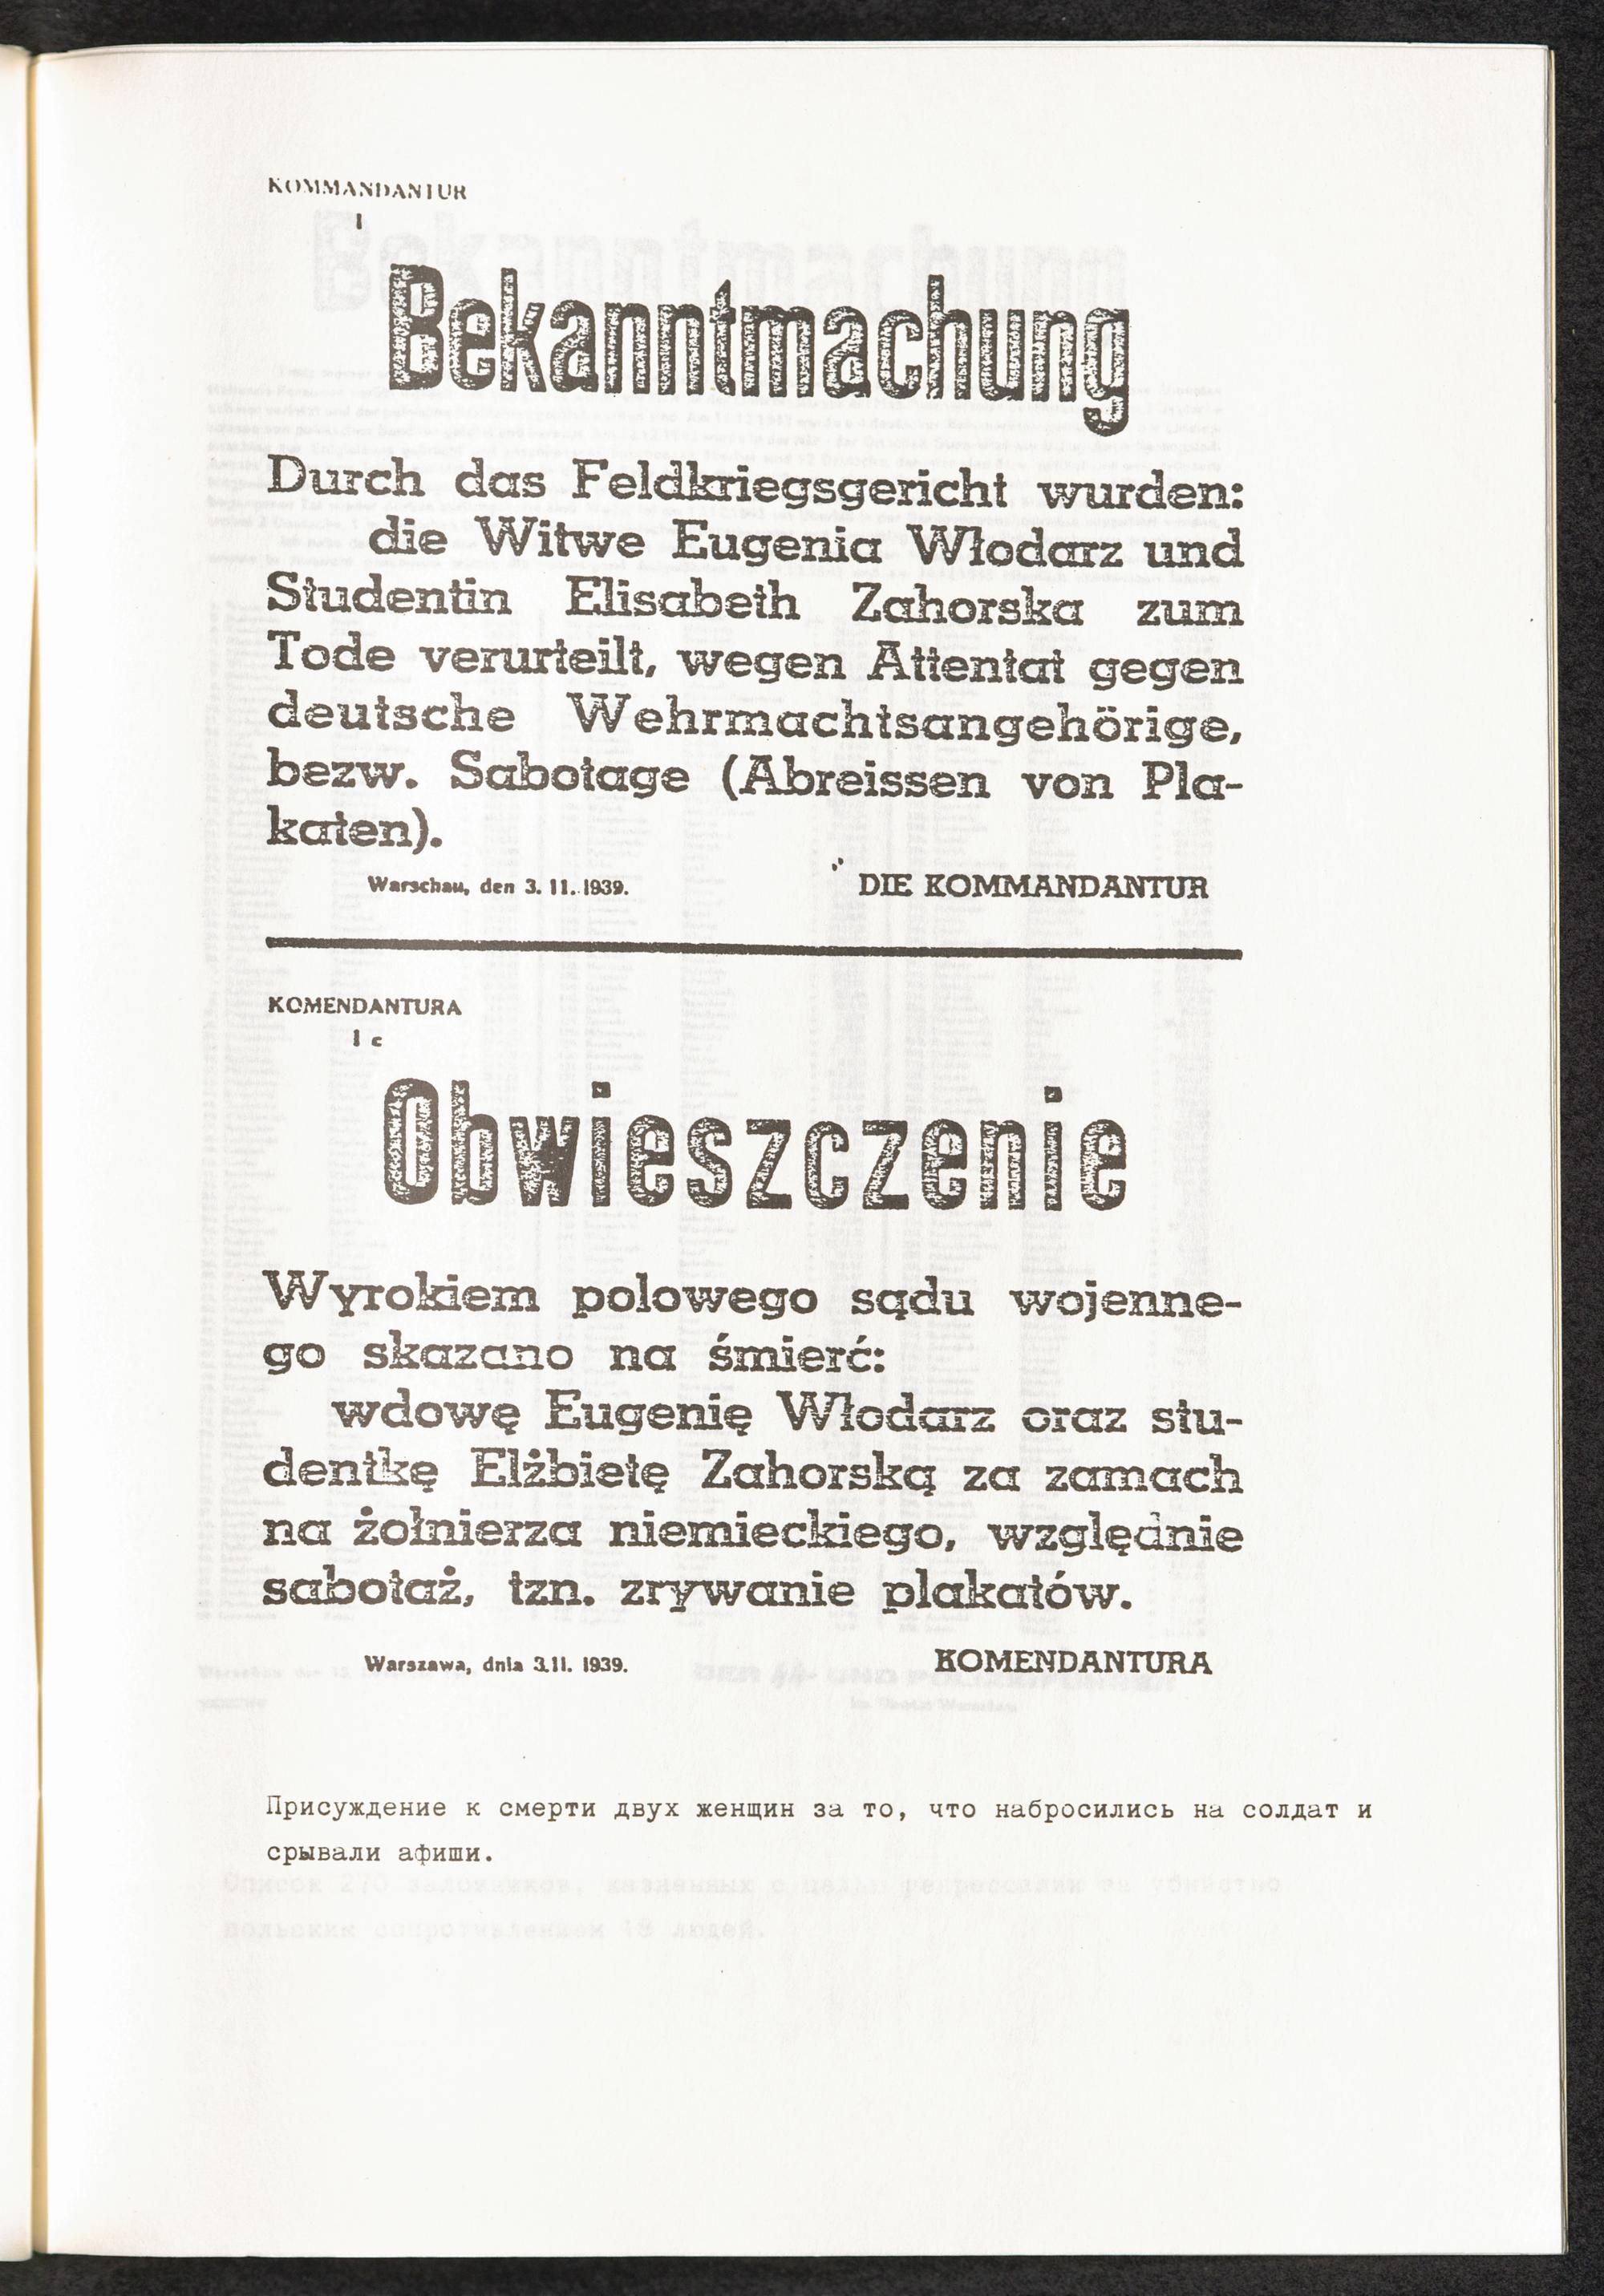 KOMMANDANTUR
I
Bekanntmachung
Durch das Feldkriegsgericht wurden:
die Witwe Eugenia Włodarz und
Studentin Elisabeth Zahorska zum
Tode verurteilt, wegen Attentat gegen
deutsche Wehrmachtsangehörige,
bezw. Sabotage (Abreissen von Pla-
katen).
Warschau, den 3. 11. 1939.
DIE KOMMANDANTUR
KOMENDANTURA
I c
Obwieszczenie
Wyrokiem polowego sądu wojenne-
go skazano na śmierć:
wdowę Eugenię Włodarz oraz stu-
dentkę Elżbietę Zahorską za zamach
na żołnierza niemieckiego, względnie
sabotaż, tzn. zrywanie plakatów.
Warszawa, dnia 3.11. 1939.
KOMENDANTURA
Присуждение к смерти двух женщин за то, что набросились на солдат и
срывали афиши.